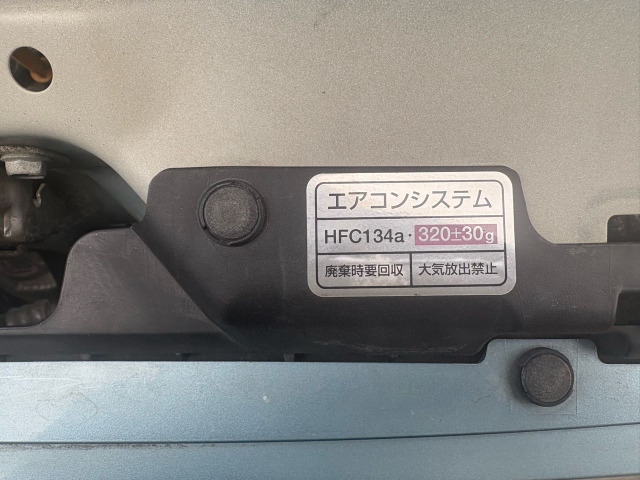 エアコンシステム
HFC134a・320±30g
廃棄時要回収 大気放出禁止